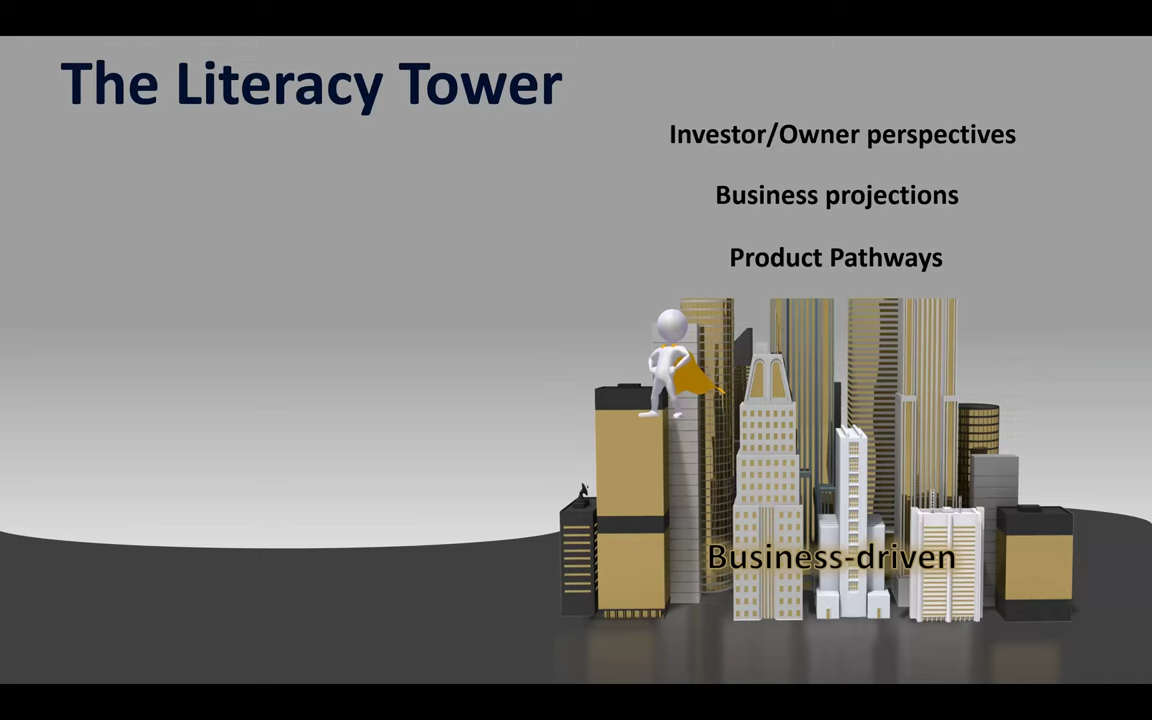 The Literacy Tower
Investor/Owner perspectives
Business projections
Product Pathways
Business-driven